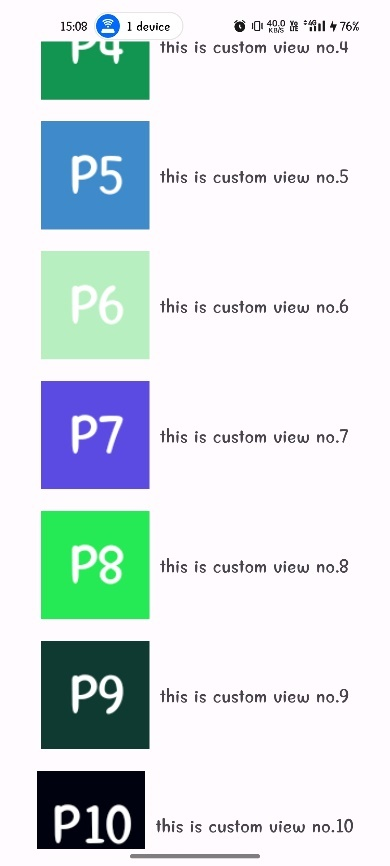 15:08 1 device 40.0 KB/S Vo LTE 4G 76%
P4 this is custom view no.4
P5 this is custom view no.5
P6 this is custom view no.6
P7 this is custom view no.7
P8 this is custom view no.8
P9 this is custom view no.9
P10 this is custom view no.10